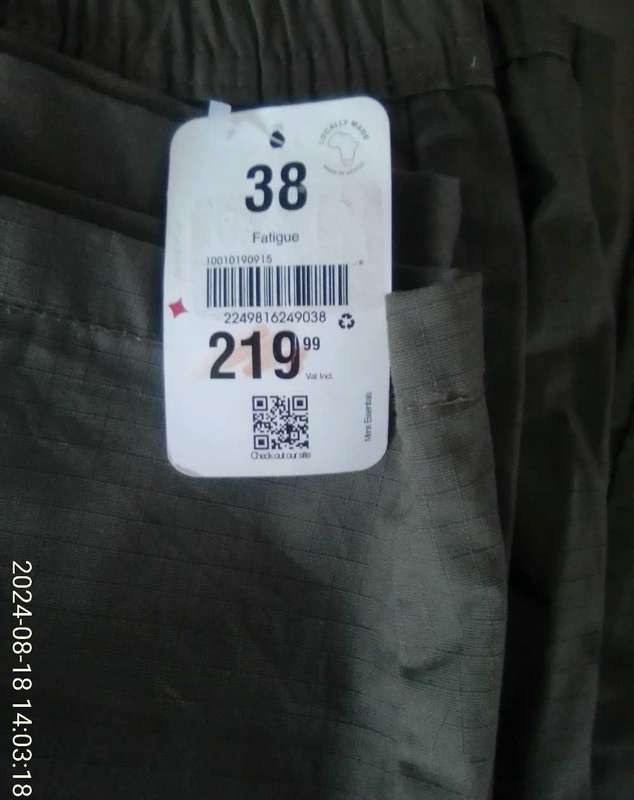 LOCALLY MADE
38
Fatigue
10010190915
2249816249038
219 99
Vat Incl.
Men's Essentials
Check out our site
2024-08-18 14:03:18